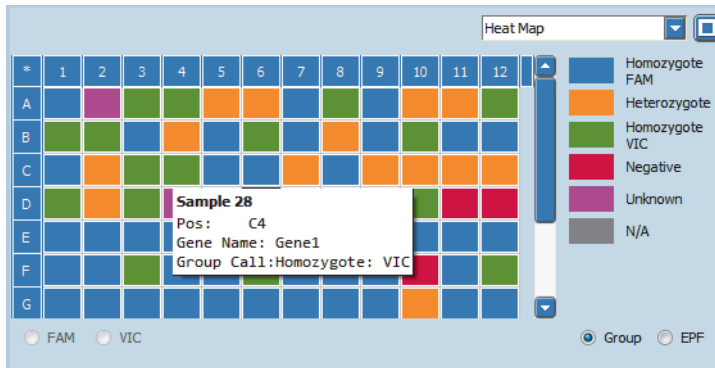 Heat Map
* 1 2 3 4 5 6 7 8 9 10 11 12
A
B
C
D
E
F
G
Sample 28
Pos: C4
Gene Name: Gene1
Group Call:Homozygote: VIC
Homozygote
FAM
Heterozygote
Homozygote
VIC
Negative
Unknown
N/A
FAM VIC
Group EPF